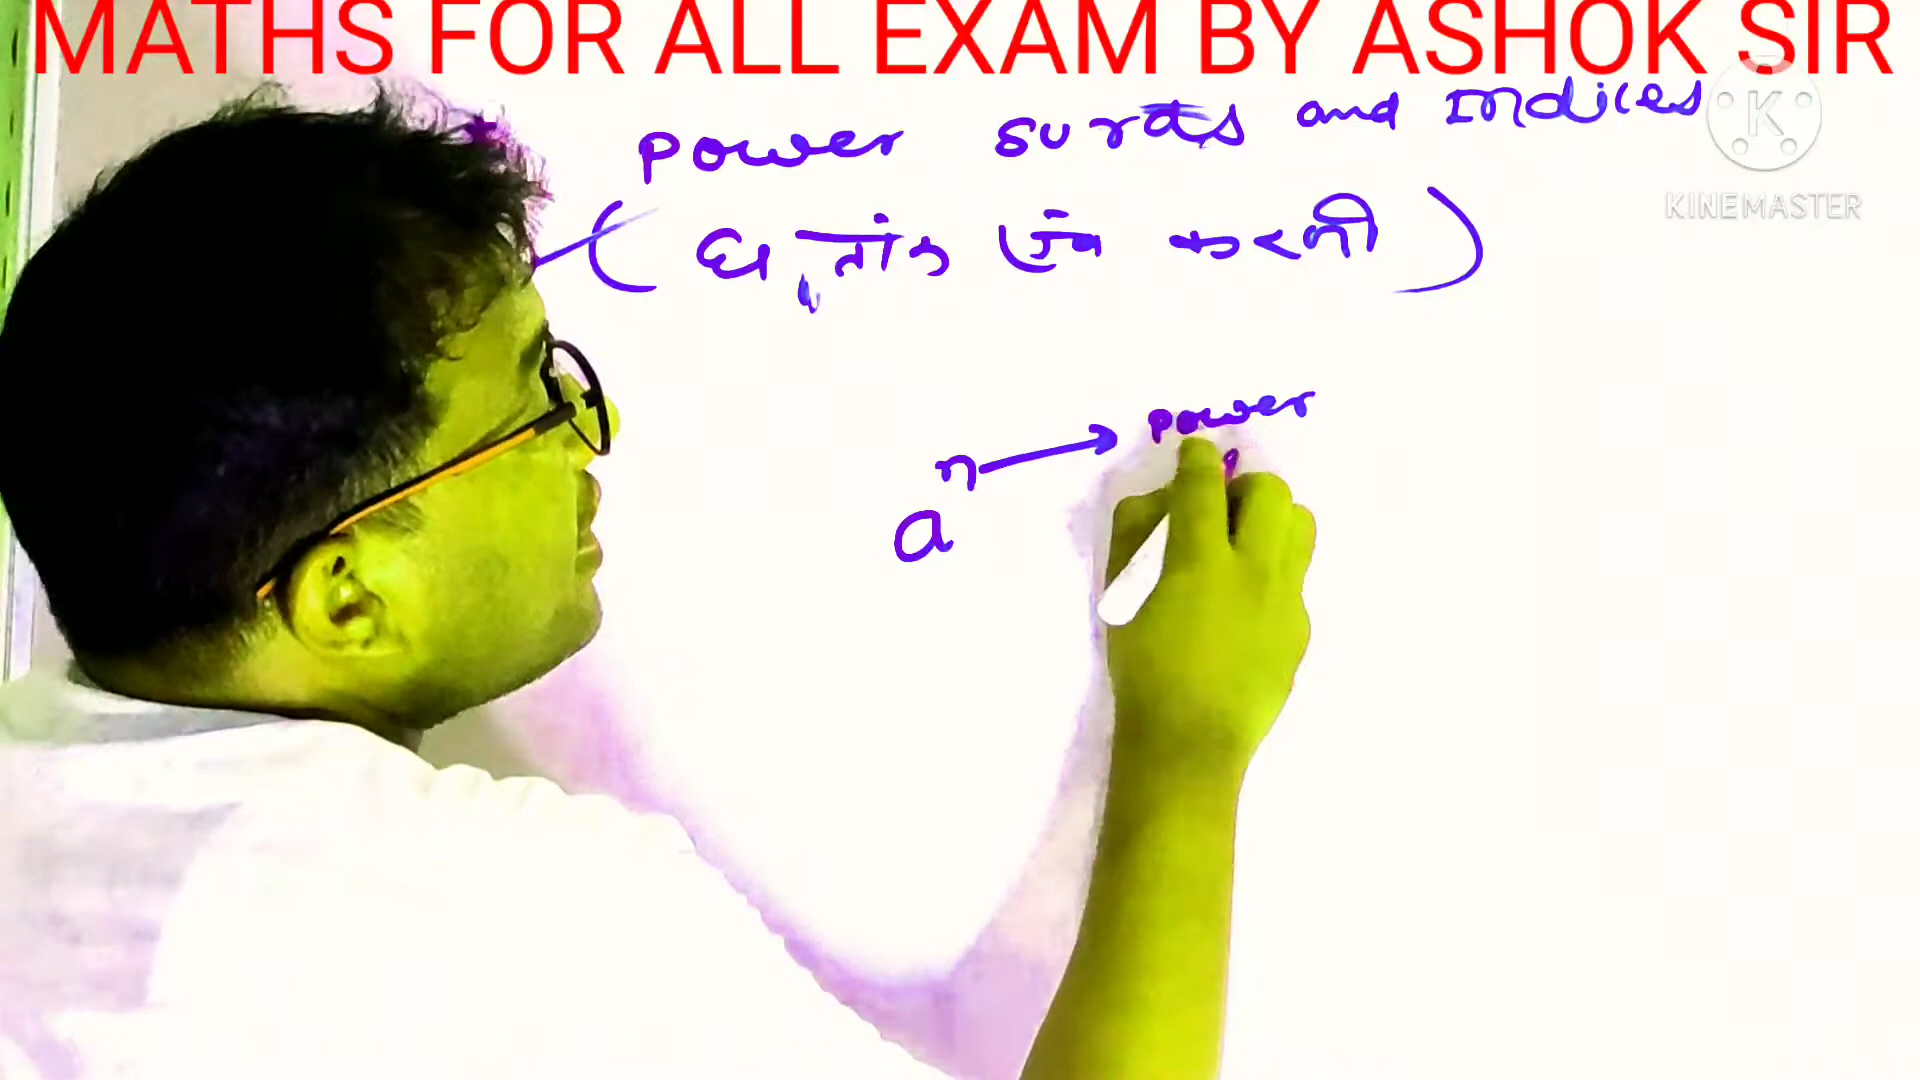 MATHS FOR ALL EXAM BY ASHOK SIR
power surds and Indices
KINEMASTER
(घातांक एवं करणी)
power
n
a